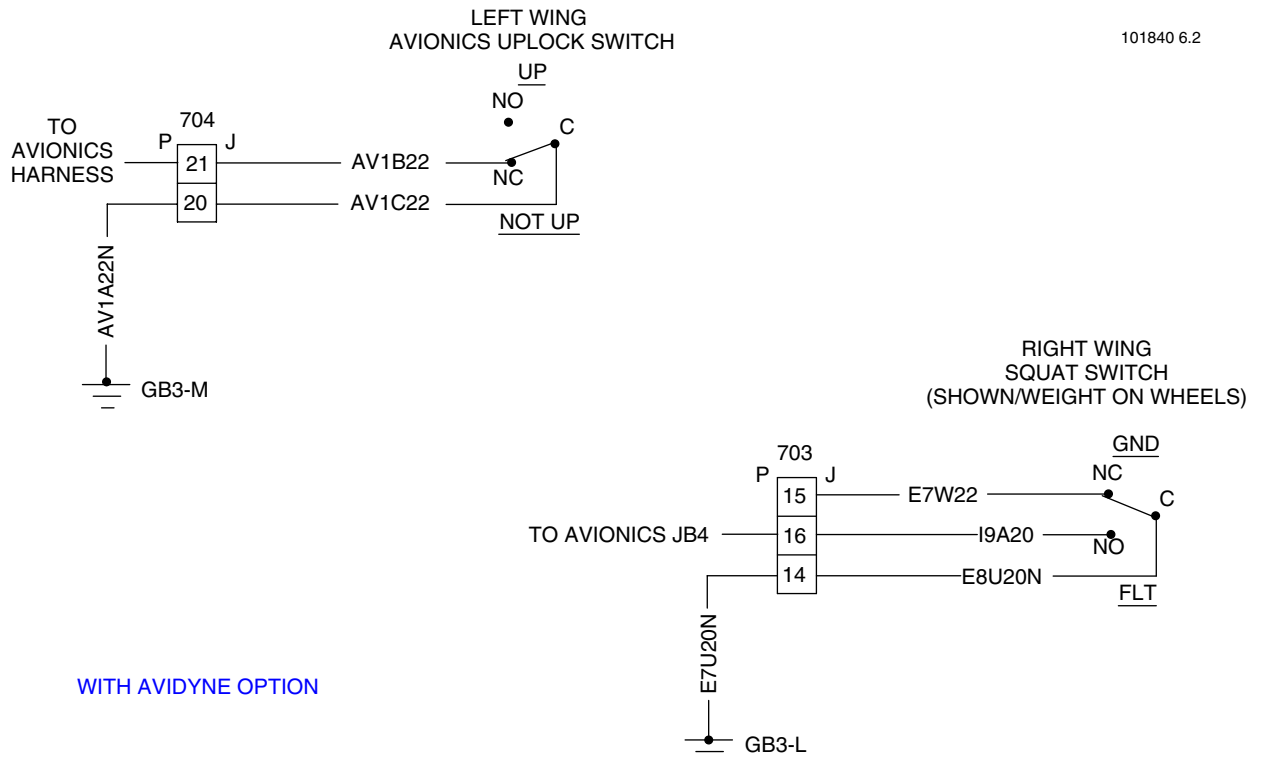 LEFT WING
AVIONICS UPLOCK SWITCH
101840 6.2
UP
NO
C
TO
AVIONICS
HARNESS
704
P
J
21
AV1B22
NC
20
AV1C22
NOT UP
AV1A22N
GB3-M
RIGHT WING
SQUAT SWITCH
(SHOWN/WEIGHT ON WHEELS)
GND
703
P
J
NC
C
15
E7W22
TO AVIONICS JB4
16
I9A20
NO
14
E8U20N
FLT
E7U20N
WITH AVIDYNE OPTION
GB3-L